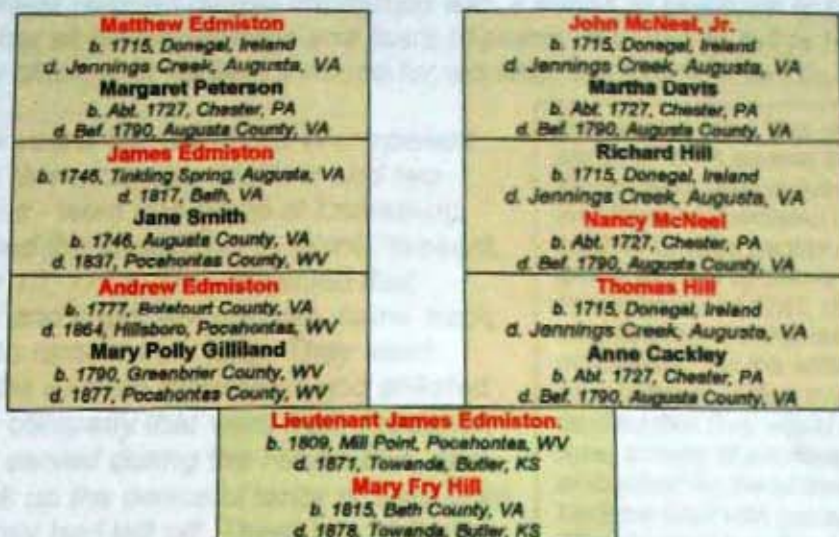 Matthew Edmiston
b. 1715, Donegal, Ireland
d. Jennings Creek, Augusta, VA
Margaret Peterson
b. Abt. 1727, Chester, PA
d. Bef. 1790, Augusta County, VA
James Edmiston
b. 1746, Tinkling Spring, Augusta, VA
d. 1817, Bath, VA
Jane Smith
b. 1746, Augusta County, VA
d. 1837, Pocahontas County, WV
Andrew Edmiston
b. 1777, Botetourt County, VA
d. 1864, Hillsboro, Pocahontas, WV
Mary Polly Gilliland
b. 1790, Greenbrier County, WV
d. 1877, Pocahontas County, WV
John McNeel, Jr.
b. 1715, Donegal, Ireland
d. Jennings Creek, Augusta, VA
Martha Davis
b. Abt. 1727, Chester, PA
d. Bef. 1790, Augusta County, VA
Richard Hill
b. 1715, Donegal, Ireland
d. Jennings Creek, Augusta, VA
Nancy McNeel
b. Abt. 1727, Chester, PA
d. Bef. 1790, Augusta County, VA
Thomas Hill
b. 1715, Donegal, Ireland
d. Jennings Creek, Augusta, VA
Anne Cackley
b. Abt. 1727, Chester, PA
d. Bef. 1790, Augusta County, VA
Lieutenant James Edmiston.
b. 1809, Mill Point, Pocahontas, WV
d. 1871, Towanda, Butler, KS
Mary Fry Hill
b. 1815, Bath County, VA
d. 1878, Towanda, Butler, KS